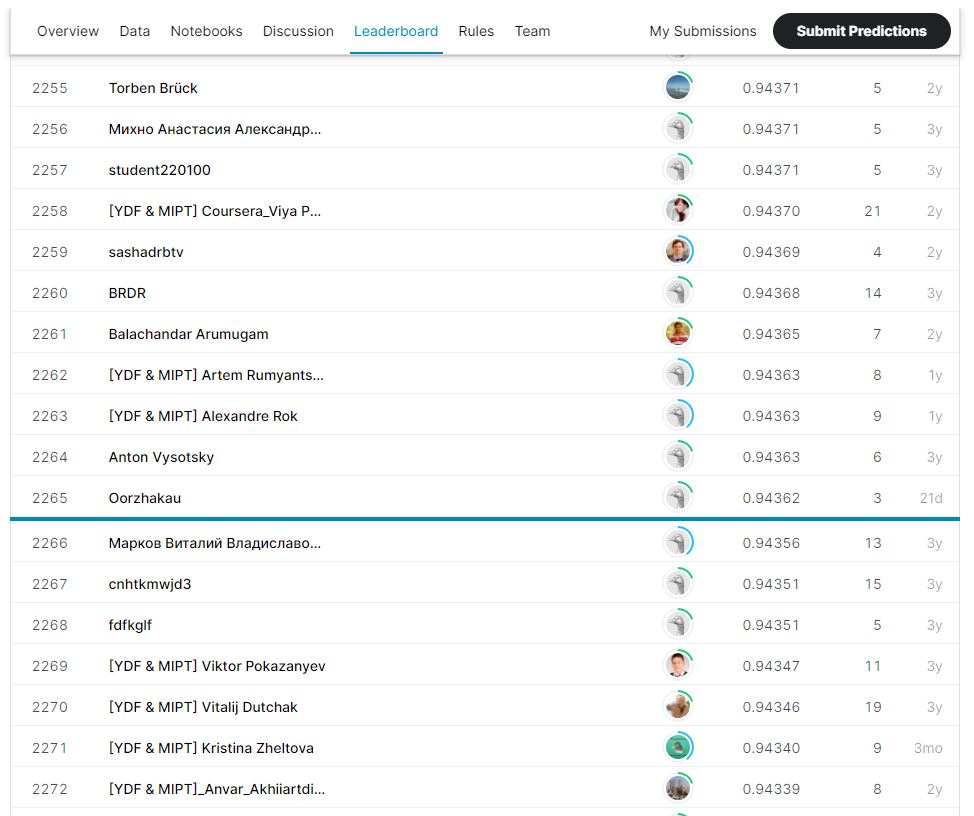 Overview Data Notebooks Discussion Leaderboard Rules Team My Submissions Submit Predictions
2255 Torben Brück 0.94371 5 2y
2256 Михно Анастасия Александр... 0.94371 5 3y
2257 student220100 0.94371 5 3y
2258 [YDF & MIPT] Coursera_Viya P... 0.94370 21 2y
2259 sashadrbtv 0.94369 4 2y
2260 BRDR 0.94368 14 3y
2261 Balachandar Arumugam 0.94365 7 2y
2262 [YDF & MIPT] Artem Rumyants... 0.94363 8 1y
2263 [YDF & MIPT] Alexandre Rok 0.94363 9 1y
2264 Anton Vysotsky 0.94363 6 3y
2265 Oorzhakau 0.94362 3 21d
2266 Марков Виталий Владиславо... 0.94356 13 3y
2267 cnhtkmwjd3 0.94351 15 3y
2268 fdfkglf 0.94351 5 3y
2269 [YDF & MIPT] Viktor Pokazanyev 0.94347 11 3y
2270 [YDF & MIPT] Vitalij Dutchak 0.94346 19 3y
2271 [YDF & MIPT] Kristina Zheltova 0.94340 9 3mo
2272 [YDF & MIPT]_Anvar_Akhiiartdi... 0.94339 8 2y